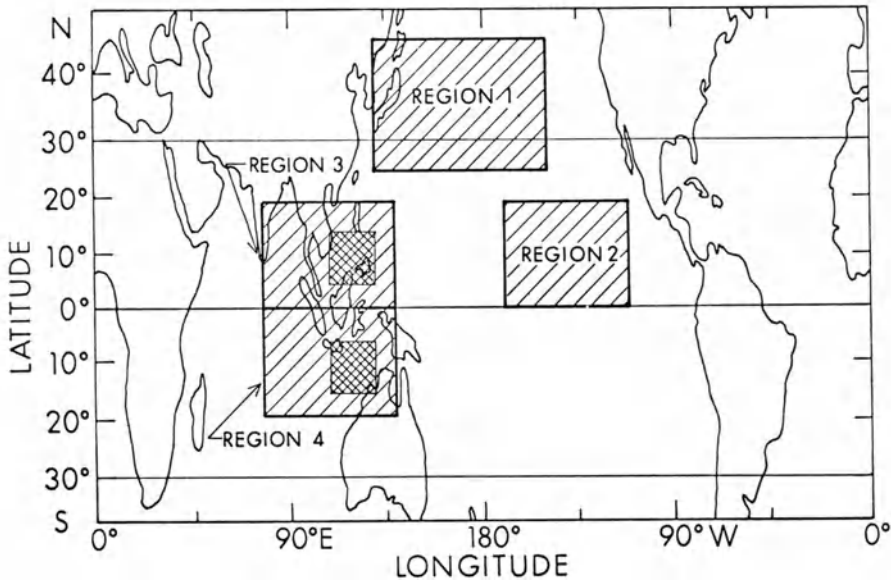 N
40°
30°
20°
10°
0°
10°
20°
30°
S
LATITUDE
REGION 1
REGION 3
REGION 2
REGION 4
0°
90°E
180°
90°W
0°
LONGITUDE